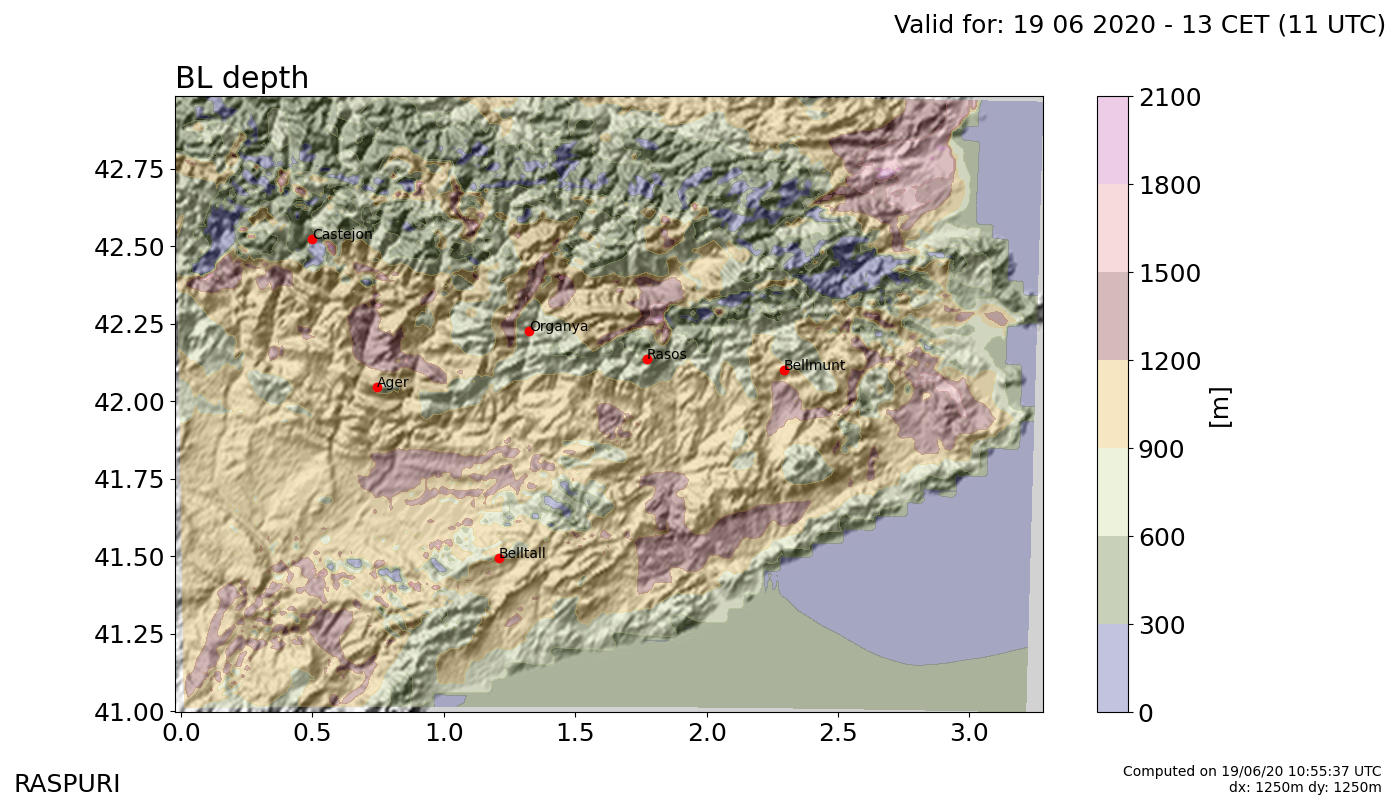 Valid for: 19 06 2020 - 13 CET (11 UTC)
BL depth
42.75
42.50
42.25
42.00
41.75
41.50
41.25
41.00
0.0 0.5 1.0 1.5 2.0 2.5 3.0
Castejon
Organya
Rasos
Bellmunt
Ager
Belltall
2100
1800
1500
1200
900
600
300
0
[m]
RASPURI
Computed on 19/06/20 10:55:37 UTC
dx: 1250m dy: 1250m